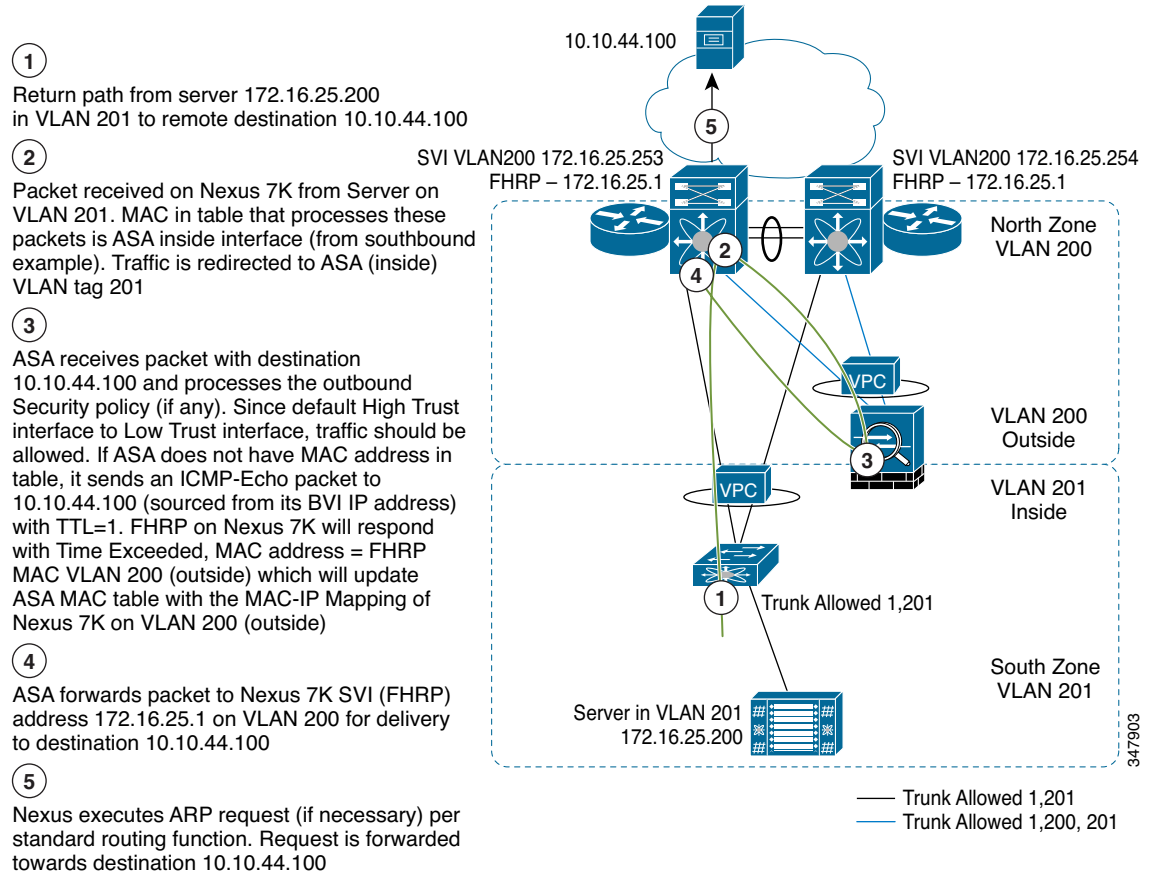 1
Return path from server 172.16.25.200
in VLAN 201 to remote destination 10.10.44.100
2
Packet received on Nexus 7K from Server on
VLAN 201. MAC in table that processes these
packets is ASA inside interface (from southbound
example). Traffic is redirected to ASA (inside)
VLAN tag 201
3
ASA receives packet with destination
10.10.44.100 and processes the outbound
Security policy (if any). Since default High Trust
interface to Low Trust interface, traffic should be
allowed. If ASA does not have MAC address in
table, it sends an ICMP-Echo packet to
10.10.44.100 (sourced from its BVI IP address)
with TTL=1. FHRP on Nexus 7K will respond
with Time Exceeded, MAC address = FHRP
MAC VLAN 200 (outside) which will update
ASA MAC table with the MAC-IP Mapping of
Nexus 7K on VLAN 200 (outside)
4
ASA forwards packet to Nexus 7K SVI (FHRP)
address 172.16.25.1 on VLAN 200 for delivery
to destination 10.10.44.100
5
Nexus executes ARP request (if necessary) per
standard routing function. Request is forwarded
towards destination 10.10.44.100
10.10.44.100
5
SVI VLAN200 172.16.25.253
FHRP – 172.16.25.1
SVI VLAN200 172.16.25.254
FHRP – 172.16.25.1
North Zone
VLAN 200
2
4
VPC
VLAN 200
Outside
3
VPC
VLAN 201
Inside
1
Trunk Allowed 1,201
South Zone
VLAN 201
Server in VLAN 201
172.16.25.200
347903
Trunk Allowed 1,201
Trunk Allowed 1,200, 201